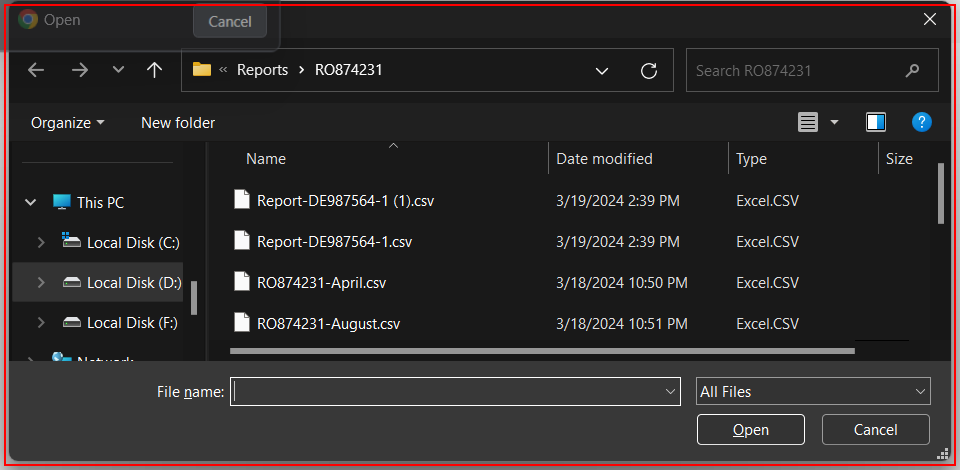 Open
Cancel
« Reports > RO874231
Search RO874231
Organize
New folder
Name
Date modified
Type
Size
This PC
Local Disk (C:)
Local Disk (D:)
Local Disk (F:)
Network
Report-DE987564-1 (1).csv 3/19/2024 2:39 PM Excel.CSV
Report-DE987564-1.csv 3/19/2024 2:39 PM Excel.CSV
RO874231-April.csv 3/18/2024 10:50 PM Excel.CSV
RO874231-August.csv 3/18/2024 10:51 PM Excel.CSV
File name:
All Files
Open
Cancel